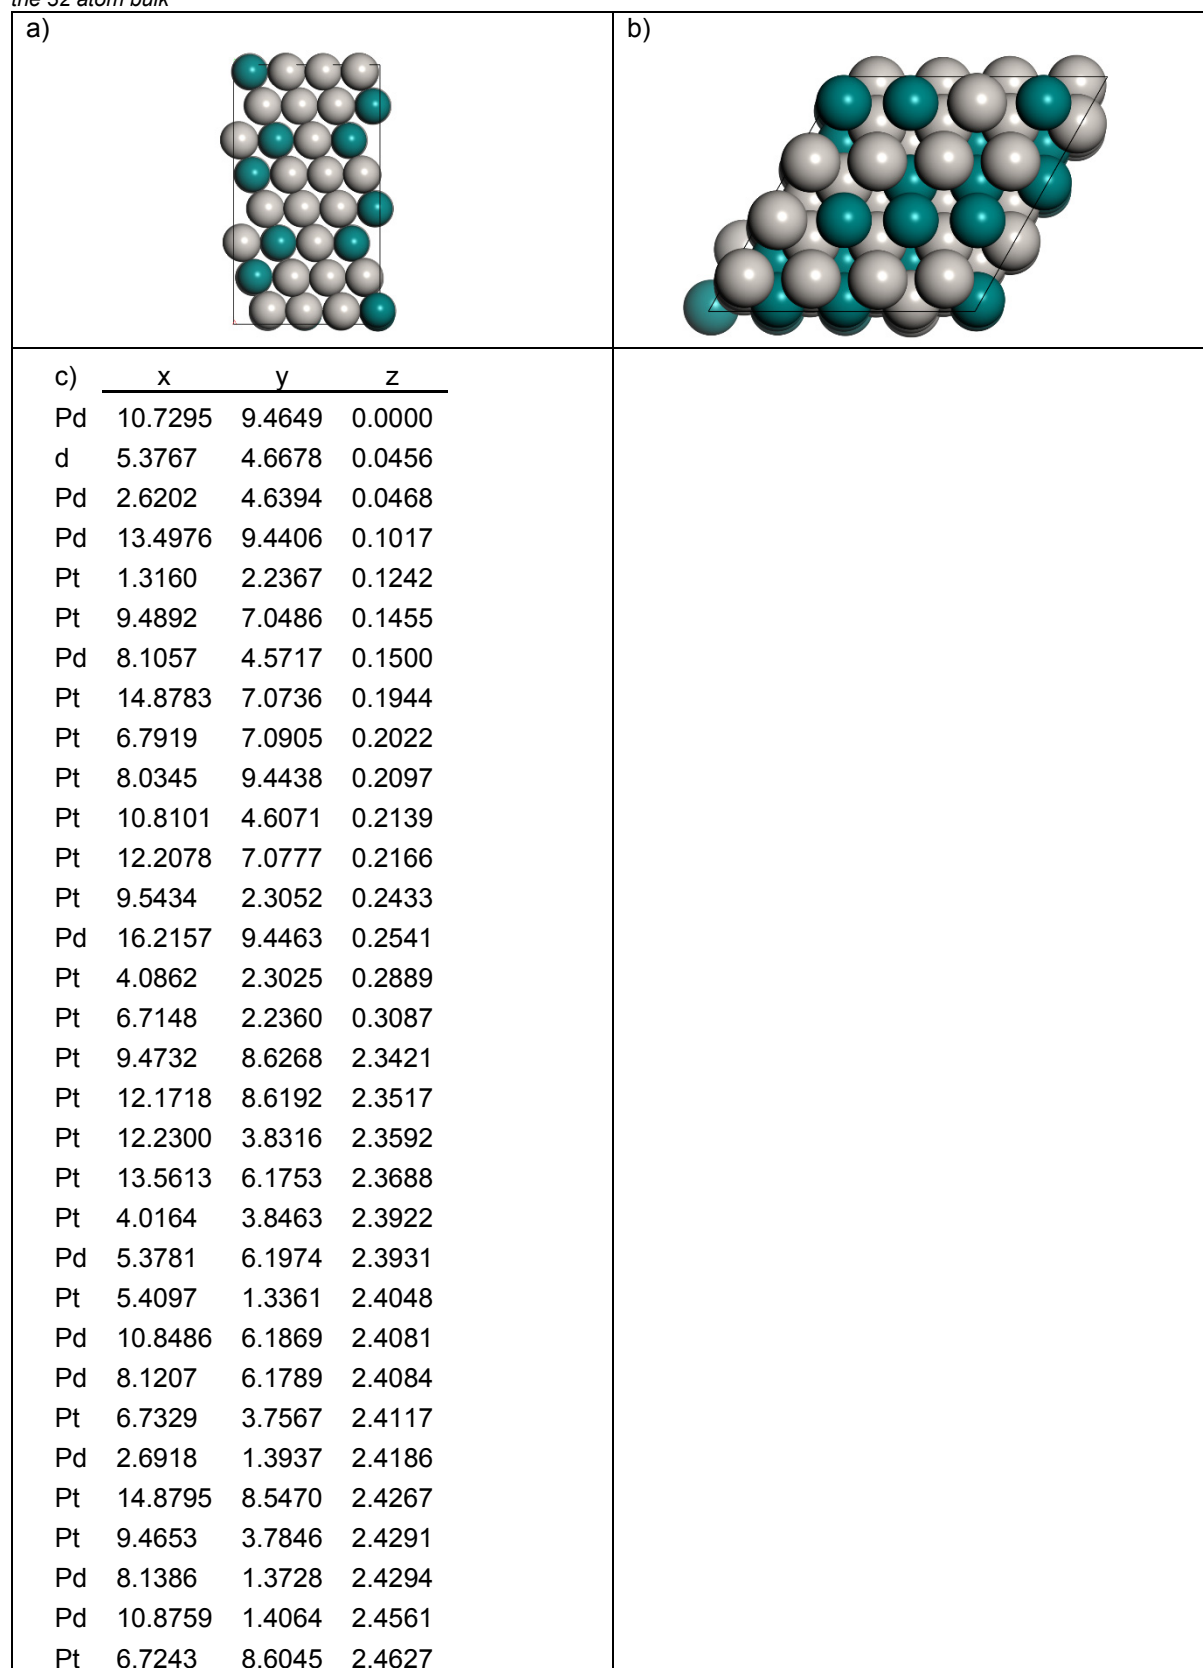 the 32 atom bulk
a) b)
c) x y z
Pd 10.7295 9.4649 0.0000
d 5.3767 4.6678 0.0456
Pd 2.6202 4.6394 0.0468
Pd 13.4976 9.4406 0.1017
Pt 1.3160 2.2367 0.1242
Pt 9.4892 7.0486 0.1455
Pd 8.1057 4.5717 0.1500
Pt 14.8783 7.0736 0.1944
Pt 6.7919 7.0905 0.2022
Pt 8.0345 9.4438 0.2097
Pt 10.8101 4.6071 0.2139
Pt 12.2078 7.0777 0.2166
Pt 9.5434 2.3052 0.2433
Pd 16.2157 9.4463 0.2541
Pt 4.0862 2.3025 0.2889
Pt 6.7148 2.2360 0.3087
Pt 9.4732 8.6268 2.3421
Pt 12.1718 8.6192 2.3517
Pt 12.2300 3.8316 2.3592
Pt 13.5613 6.1753 2.3688
Pt 4.0164 3.8463 2.3922
Pd 5.3781 6.1974 2.3931
Pt 5.4097 1.3361 2.4048
Pd 10.8486 6.1869 2.4081
Pd 8.1207 6.1789 2.4084
Pt 6.7329 3.7567 2.4117
Pd 2.6918 1.3937 2.4186
Pt 14.8795 8.5470 2.4267
Pt 9.4653 3.7846 2.4291
Pd 8.1386 1.3728 2.4294
Pd 10.8759 1.4064 2.4561
Pt 6.7243 8.6045 2.4627